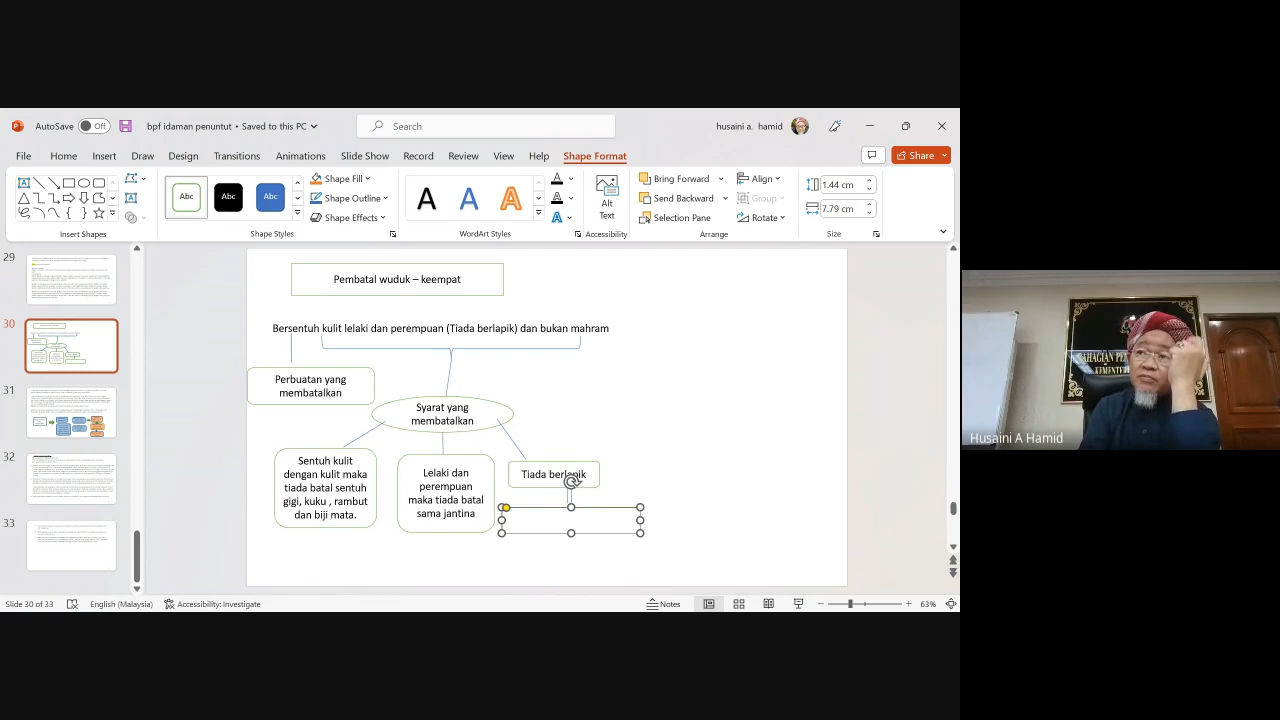 AutoSave Off bpf idaman penuntut • Saved to this PC Search husaini a. hamid
File Home Insert Draw Design Transitions Animations Slide Show Record Review View Help Shape Format Share
Abc Abc Abc
Shape Fill
Shape Outline
Shape Effects
A A A
A
A
A
Alt
Text
Bring Forward
Send Backward
Selection Pane
Align
Group
Rotate
1.44 cm
7.79 cm
Insert Shapes Shape Styles WordArt Styles Accessibility Arrange Size
29
30
31
32
33
Pembatal wuduk – keempat
Bersentuh kulit lelaki dan perempuan (Tiada berlapik) dan bukan mahram
Perbuatan yang
membatalkan
Syarat yang
membatalkan
Sentuh kulit
dengan kulit maka
tiada batal sentuh
gigi, kuku , rambut
dan biji mata.
Lelaki dan
perempuan
maka tiada batal
sama jantina
Tiada berlapik
Slide 30 of 33 English (Malaysia) Accessibility: Investigate Notes 63%
Husaini A Hamid